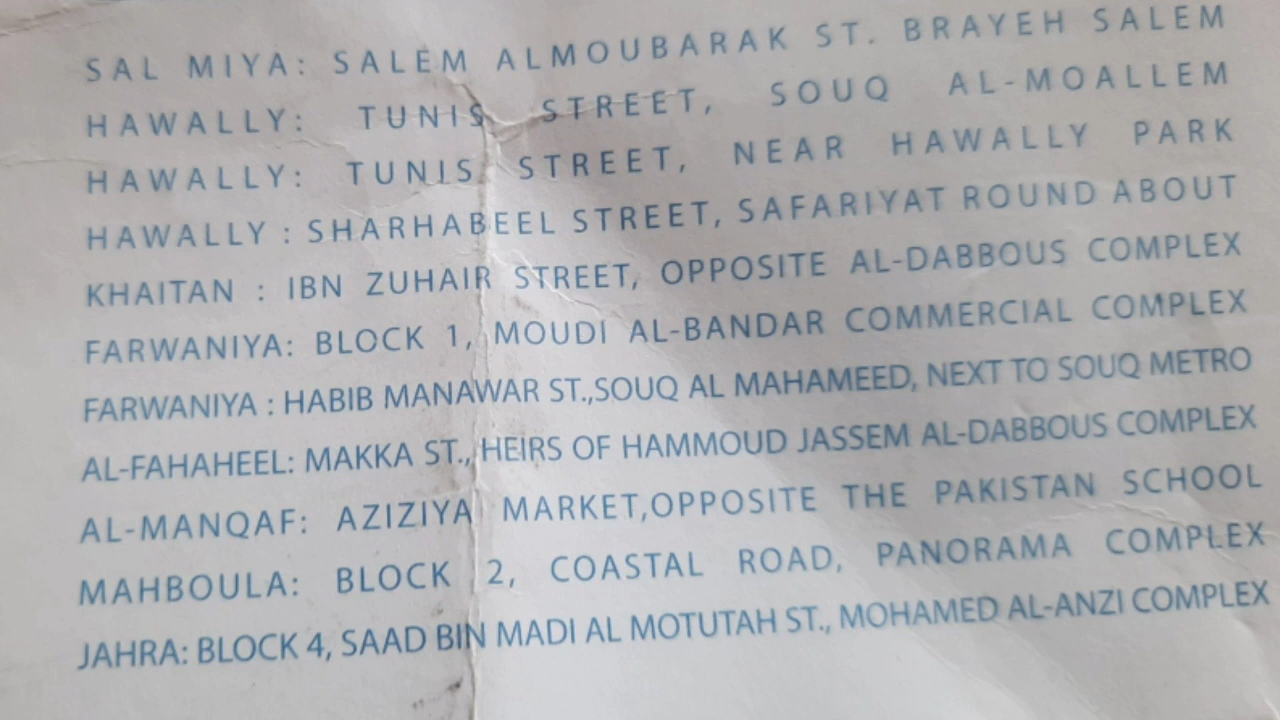 SAL MIYA: SALEM ALMOUBARAK ST. BRAYEH SALEM
HAWALLY: TUNIS STREET, SOUQ AL-MOALLEM
HAWALLY: TUNIS STREET, NEAR HAWALLY PARK
HAWALLY : SHARHABEEL STREET, SAFARIYAT ROUND ABOUT
KHAITAN : IBN ZUHAIR STREET, OPPOSITE AL-DABBOUS COMPLEX
FARWANIYA: BLOCK 1, MOUDI AL-BANDAR COMMERCIAL COMPLEX
FARWANIYA : HABIB MANAWAR ST.,SOUQ AL MAHAMEED, NEXT TO SOUQ METRO
AL-FAHAHEEL: MAKKA ST., HEIRS OF HAMMOUD JASSEM AL-DABBOUS COMPLEX
AL-MANQAF: AZIZIYA MARKET,OPPOSITE THE PAKISTAN SCHOOL
MAHBOULA: BLOCK 2, COASTAL ROAD, PANORAMA COMPLEX
JAHRA: BLOCK 4, SAAD BIN MADI AL MOTUTAH ST., MOHAMED AL-ANZI COMPLEX